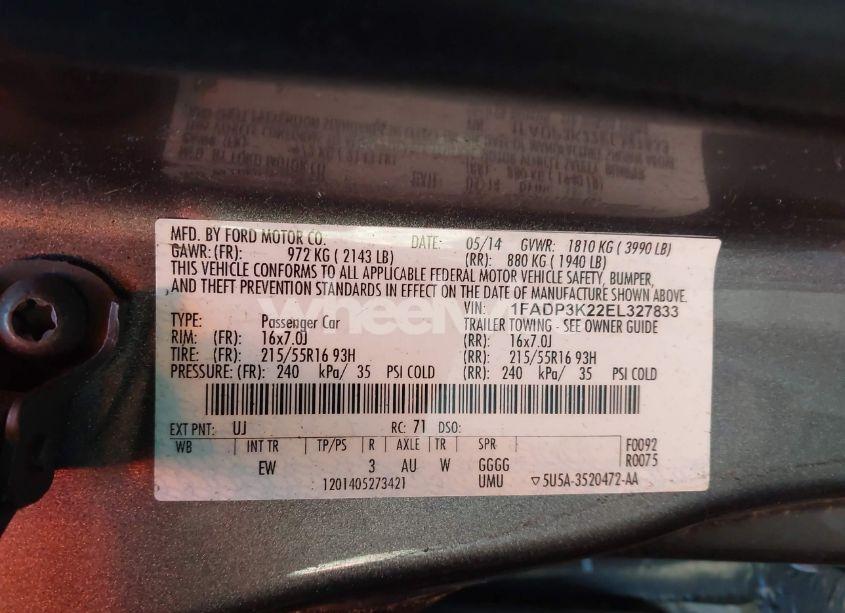 MFD. BY FORD MOTOR CO. DATE: 05/14 GVWR: 1810 KG ( 3990 LB)
GAWR: (FR): 972 KG ( 2143 LB) (RR): 880 KG ( 1940 LB)
THIS VEHICLE CONFORMS TO ALL APPLICABLE FEDERAL MOTOR VEHICLE SAFETY, BUMPER,
AND THEFT PREVENTION STANDARDS IN EFFECT ON THE DATE OF MANUFACTURE SHOWN ABOVE.
VIN: 1FADP3K22EL327833
TYPE: Passenger Car TRAILER TOWING - SEE OWNER GUIDE
RIM: (FR): 16x7.0J (RR): 16x7.0J
TIRE: (FR): 215/55R16 93H (RR): 215/55R16 93H
PRESSURE: (FR): 240 kPa/ 35 PSI COLD (RR): 240 kPa/ 35 PSI COLD
EXT PNT: UJ RC: 71 DSO:
WB INT TR TP/PS R AXLE TR SPR F0092
EW 3 AU W GGGG R0075
1201405273421 UMU ▽5U5A-3520472-AA